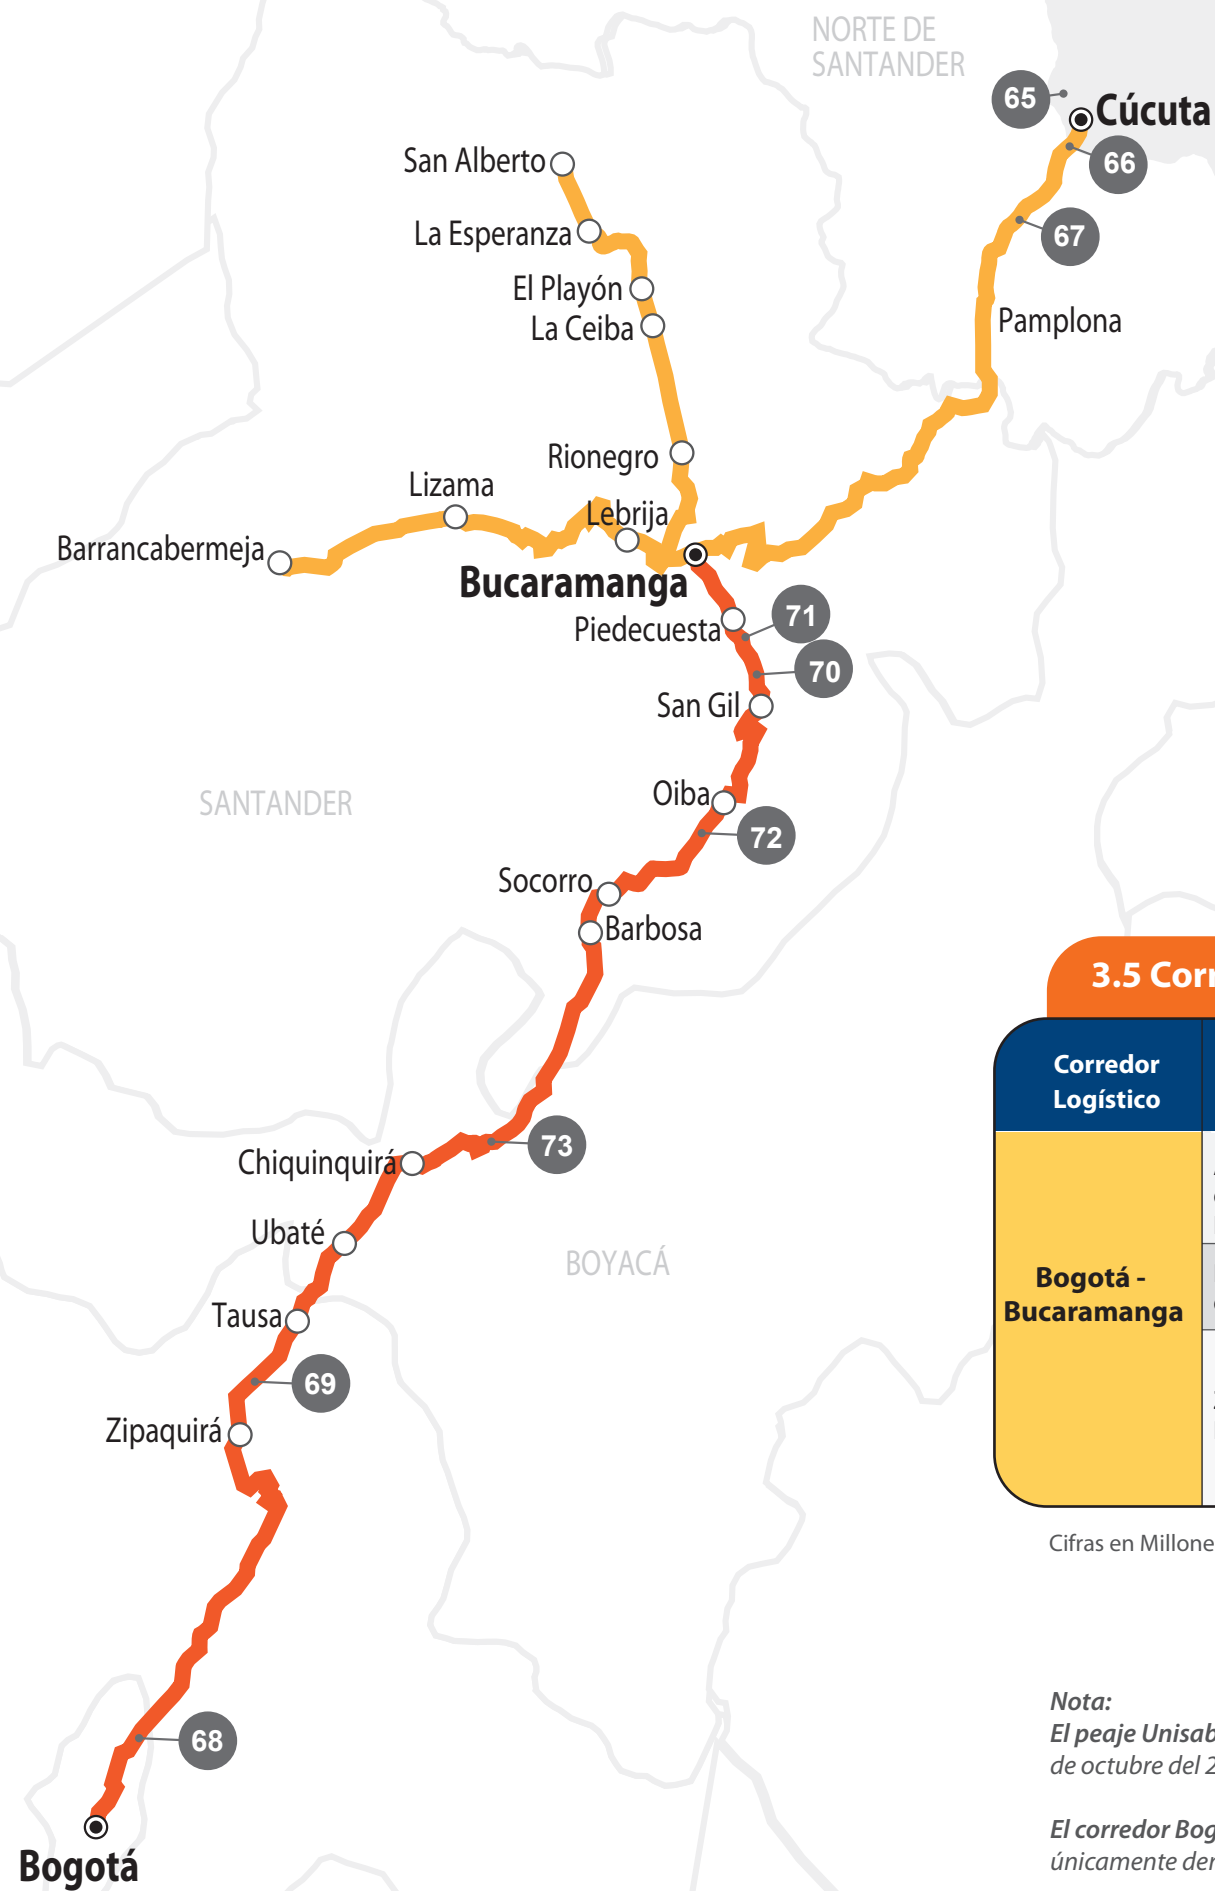 NORTE DE
SANTANDER
65
Cúcuta
66
San Alberto
La Esperanza
67
El Playón
La Ceiba
Pamplona
Rionegro
Lizama
Lebrija
Barrancabermeja
Bucaramanga
71
Piedecuesta
70
San Gil
SANTANDER
Oiba
72
Socorro
Barbosa
3.5 Corr
Corredor
Logístico
73
Chiquinquirá
Ubaté
BOYACÁ
Bogotá -
Bucaramanga
Tausa
69
Zipaquirá
Cifras en Millone
Nota:
El peaje Unisab
de octubre del 2
68
El corredor Bog
únicamente der
Bogotá